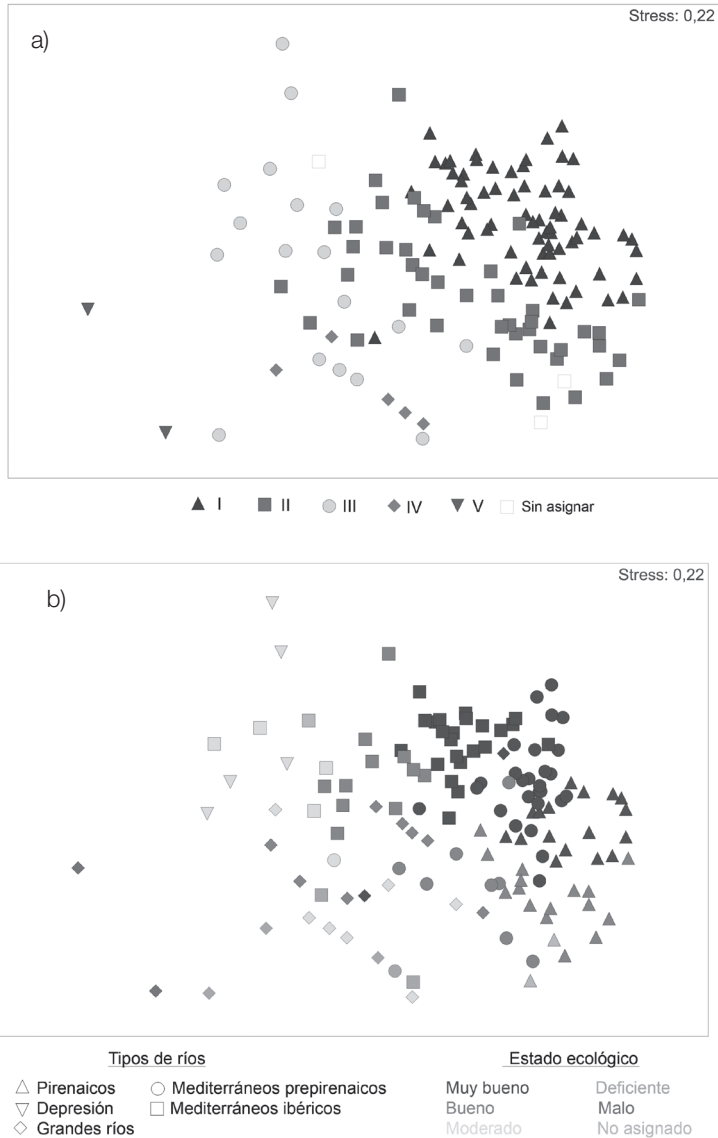 Stress: 0,22
a)
I II III IV V Sin asignar
Stress: 0,22
b)
Tipos de ríos
Pirenaicos Mediterráneos prepirenaicos
Depresión Mediterráneos ibéricos
Grandes ríos
Estado ecológico
Muy bueno Deficiente
Bueno Malo
Moderado No asignado